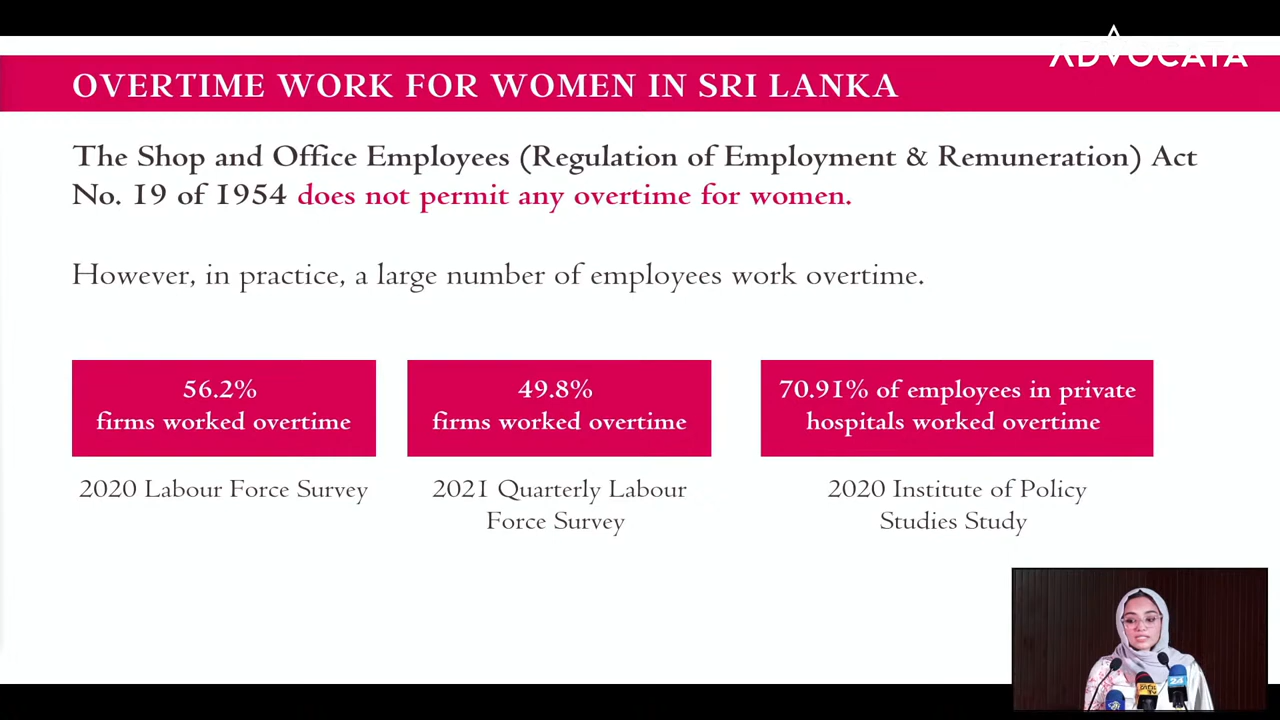 ADVOCATA
OVERTIME WORK FOR WOMEN IN SRI LANKA
The Shop and Office Employees (Regulation of Employment & Remuneration) Act
No. 19 of 1954 does not permit any overtime for women.
However, in practice, a large number of employees work overtime.
56.2%
firms worked overtime
2020 Labour Force Survey
49.8%
firms worked overtime
2021 Quarterly Labour
Force Survey
70.91% of employees in private
hospitals worked overtime
2020 Institute of Policy
Studies Study
24